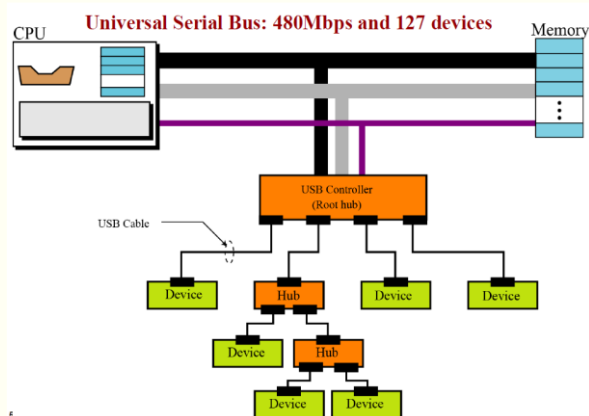 Universal Serial Bus: 480Mbps and 127 devices
CPU
Memory
USB Controller
(Root hub)
USB Cable
Device
Hub
Device
Device
Device
Hub
Device
Device